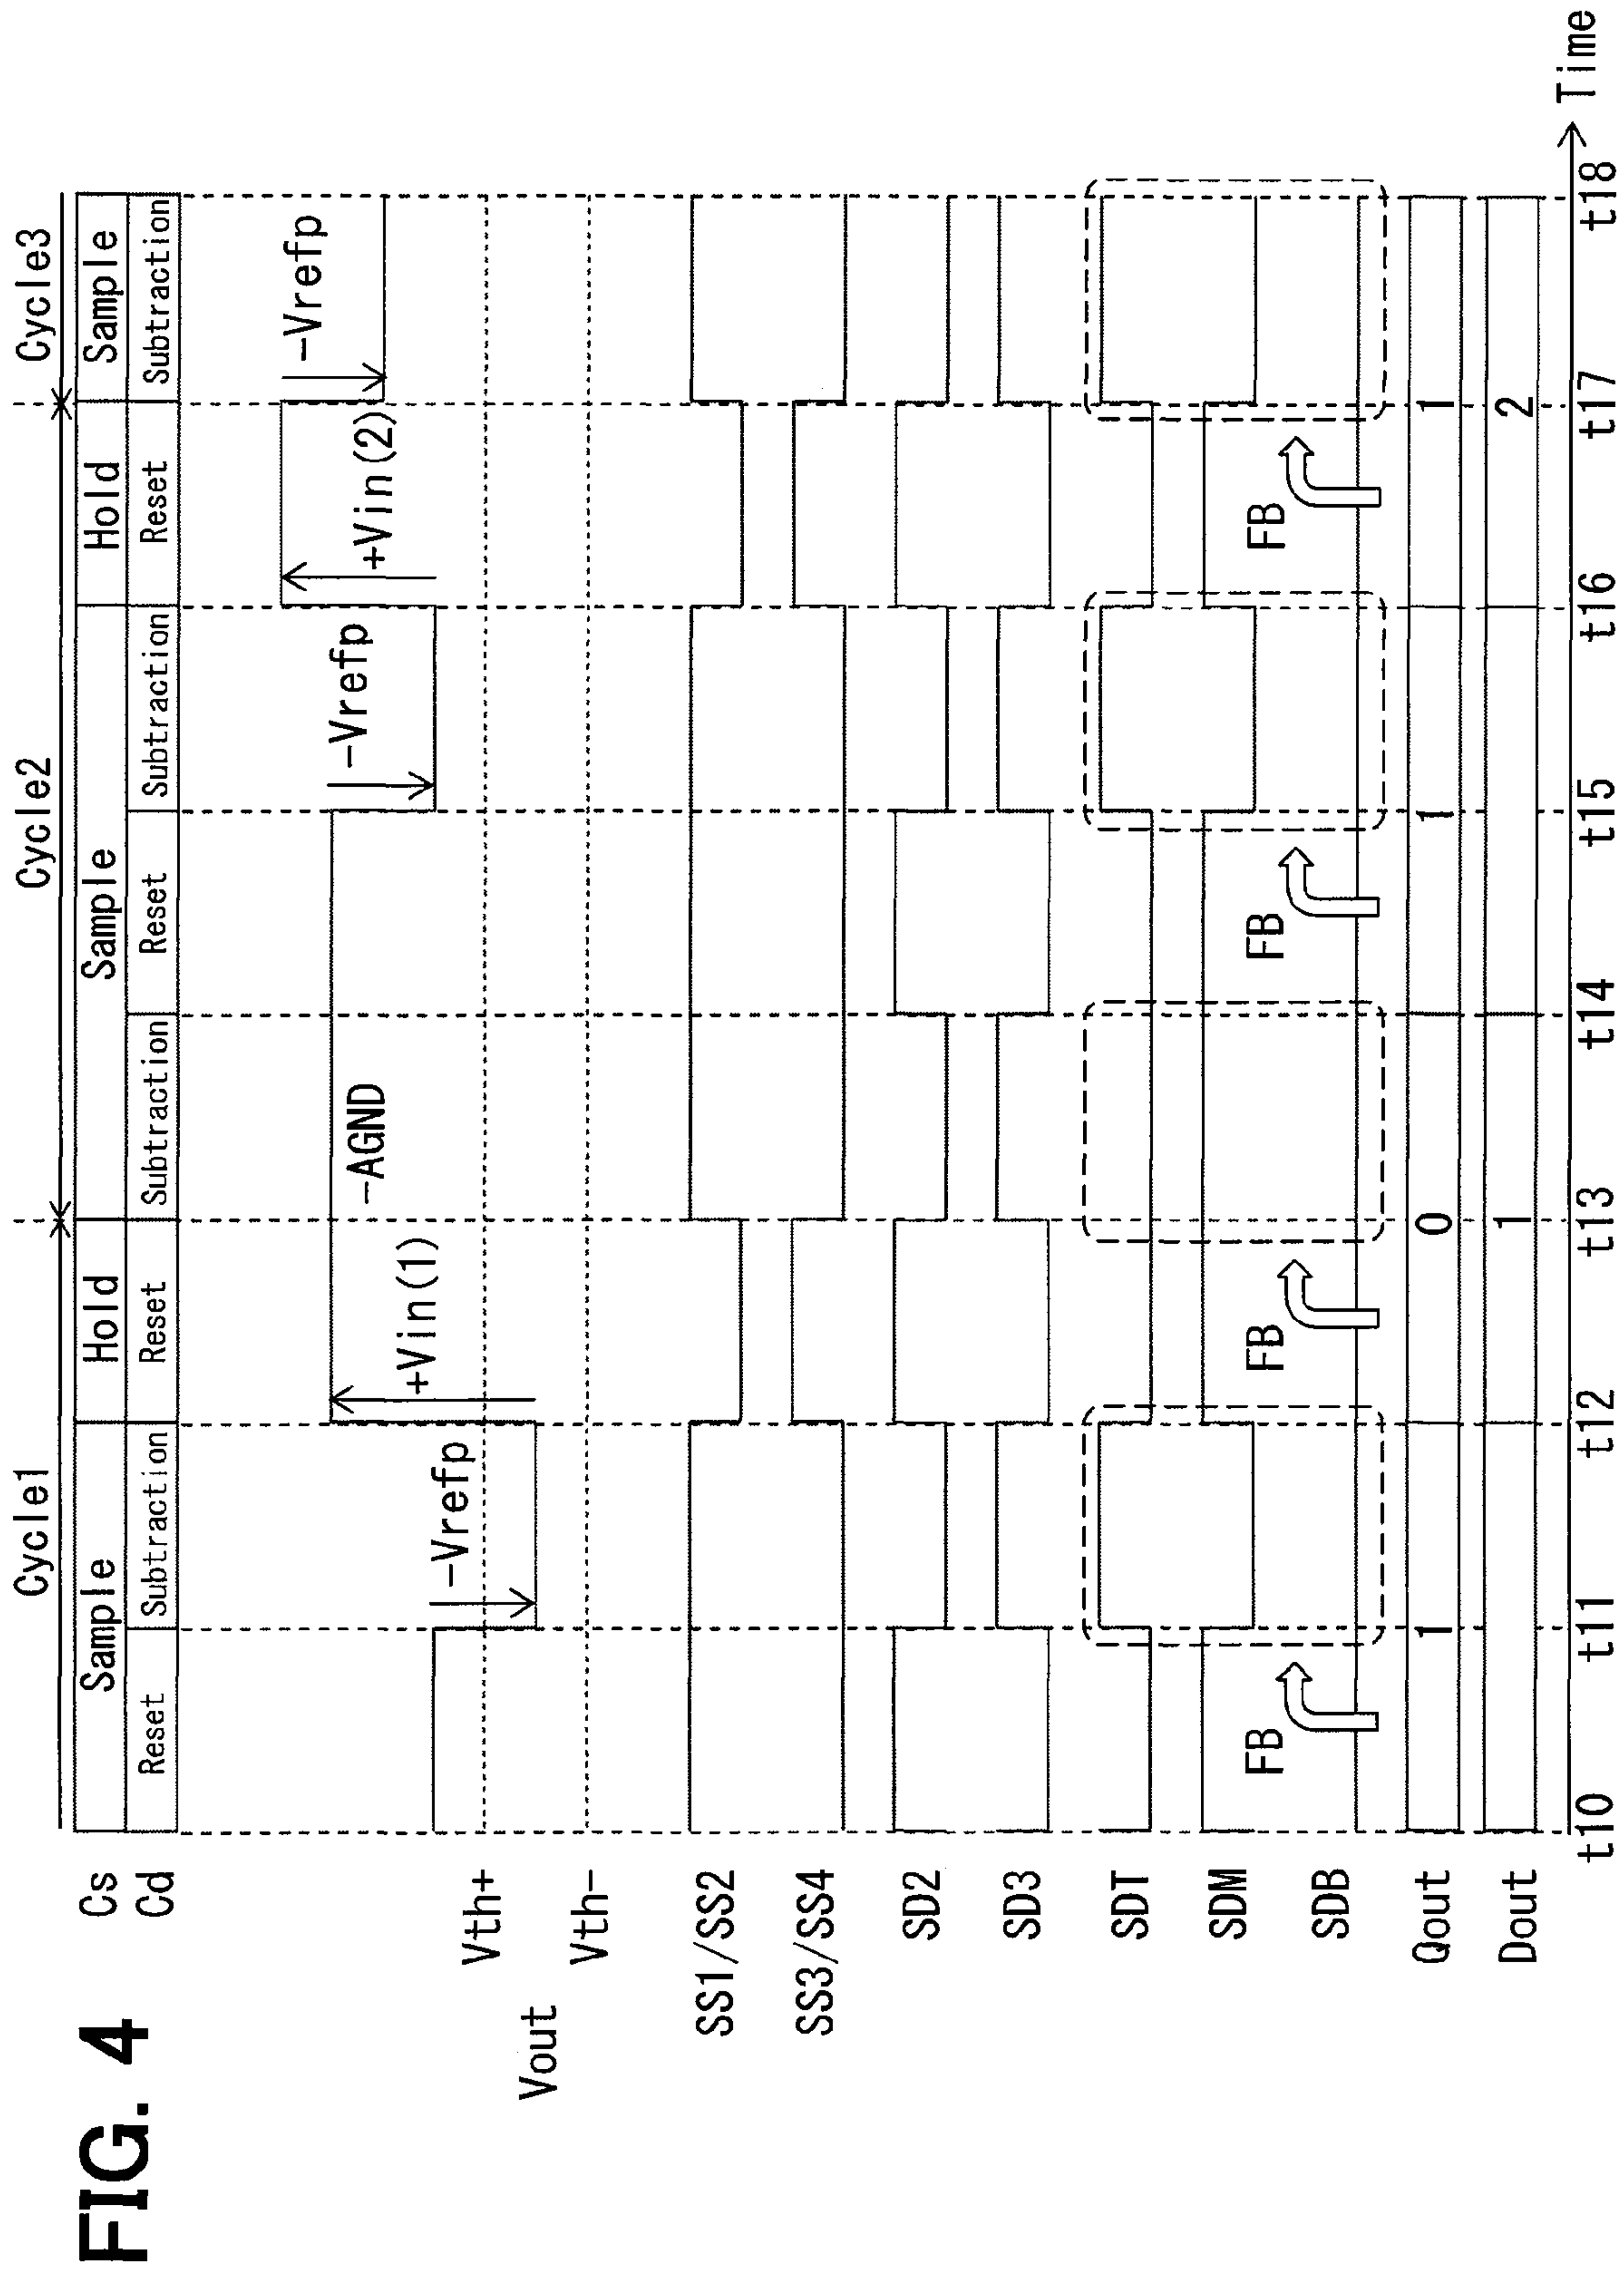 FIG. 4
Cycle1 Cycle2 Cycle3
Cs Sample Hold Sample Hold Sample
Cd Reset Subtraction Reset Subtraction Reset Subtraction Reset Subtraction
-Vrefp +Vin(1) -AGND -Vrefp +Vin(2) -Vrefp
Vth+
Vout
Vth-
SS1/SS2
SS3/SS4
SD2
SD3
SDT
SDM
FB FB FB FB
SDB
Qout 1 0 1 1
Dout 1 2
t10 t11 t12 t13 t14 t15 t16 t17 t18 Time